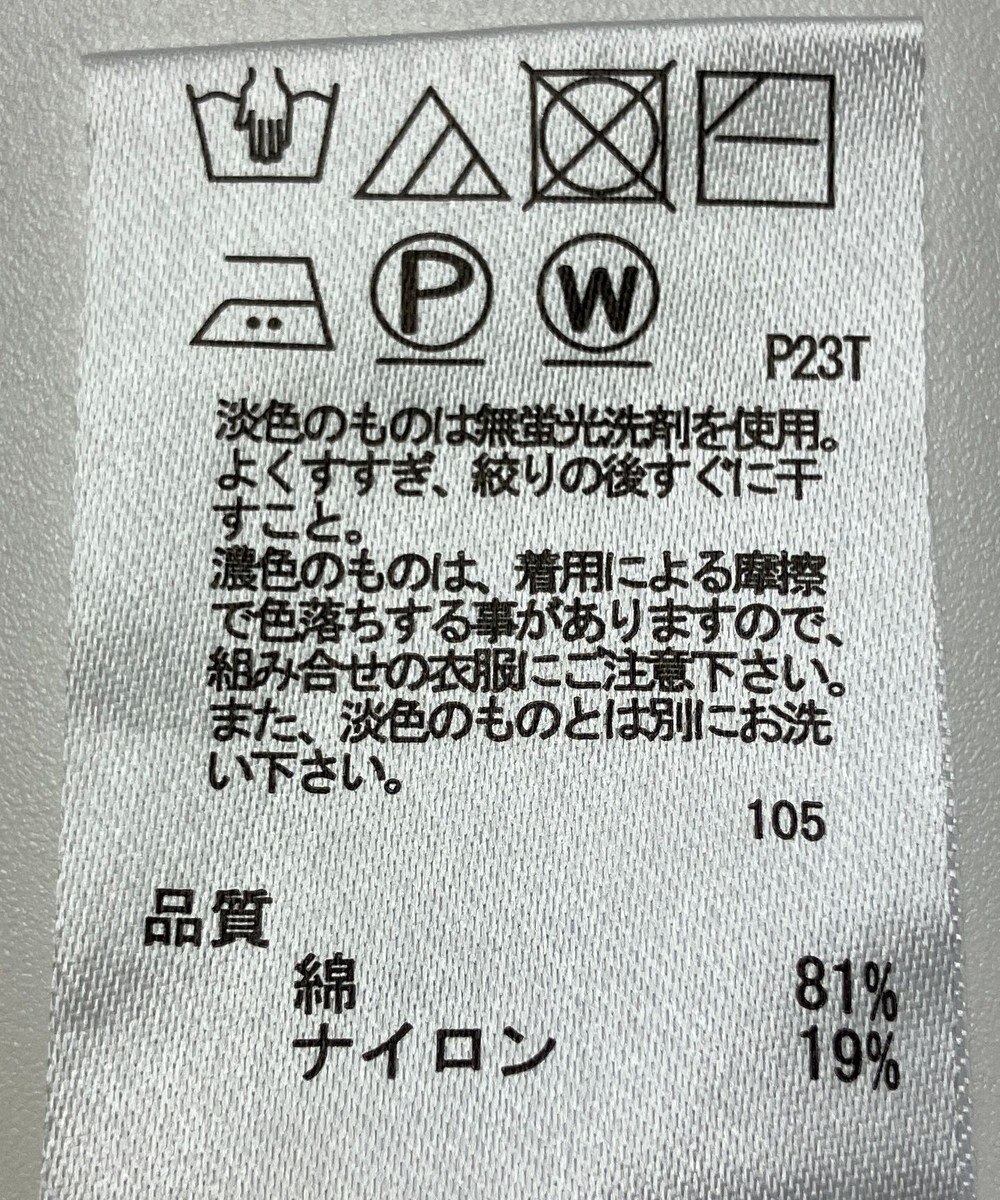 P W
P23T
淡色のものは無蛍光洗剤を使用。
よくすすぎ、絞りの後すぐに干
すこと。
濃色のものは、着用による摩擦
で色落ちする事がありますので、
組み合せの衣服にご注意下さい。
また、淡色のものとは別にお洗
い下さい。
105
品質
綿 81%
ナイロン 19%